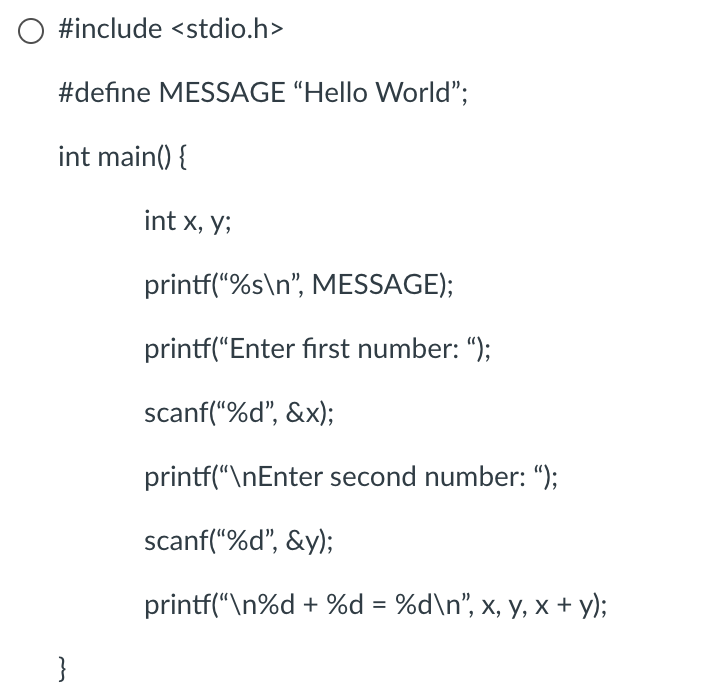 #include <stdio.h>
#define MESSAGE “Hello World”;
int main() {
int x, y;
printf(“%s\n”, MESSAGE);
printf(“Enter first number: “);
scanf(“%d”, &x);
printf(“\nEnter second number: “);
scanf(“%d”, &y);
printf(“\n%d + %d = %d\n”, x, y, x + y);
}